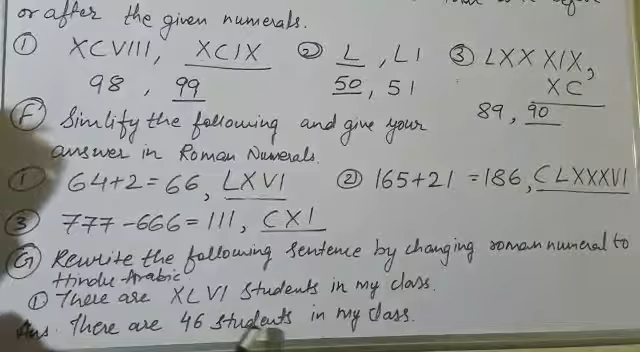 or after the given numerals.
① XCVIII, XCIX ② L, LI ③ LXXXIX, XC
98, 99 50, 51 89, 90
Ⓕ Simlify the following and give your
answer in Roman Numerals.
① 64+2=66, LXVI ② 165+21=186, CLXXXVI
③ 777-666=111, CXI
Ⓖ Rewrite the following sentence by changing roman numeral to
Hindu-Arabic
① There are XLVI Students in my class.
Ans. There are 46 students in my class.